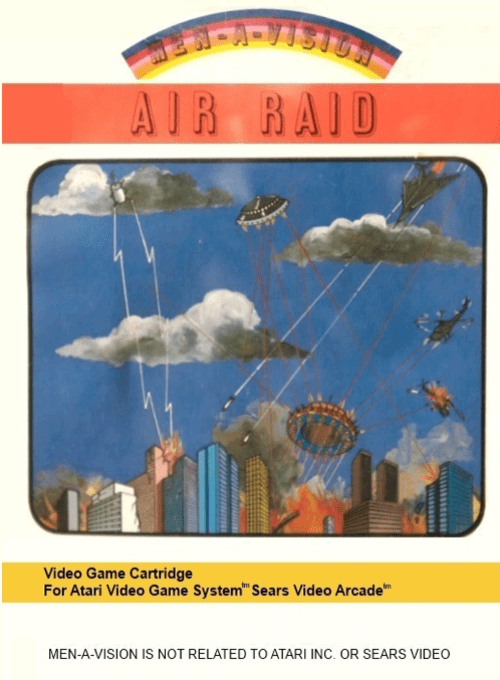 MEN-A-VISION
AIR RAID
Video Game Cartridge
For Atari Video Game System™ Sears Video Arcade™
MEN-A-VISION IS NOT RELATED TO ATARI INC. OR SEARS VIDEO